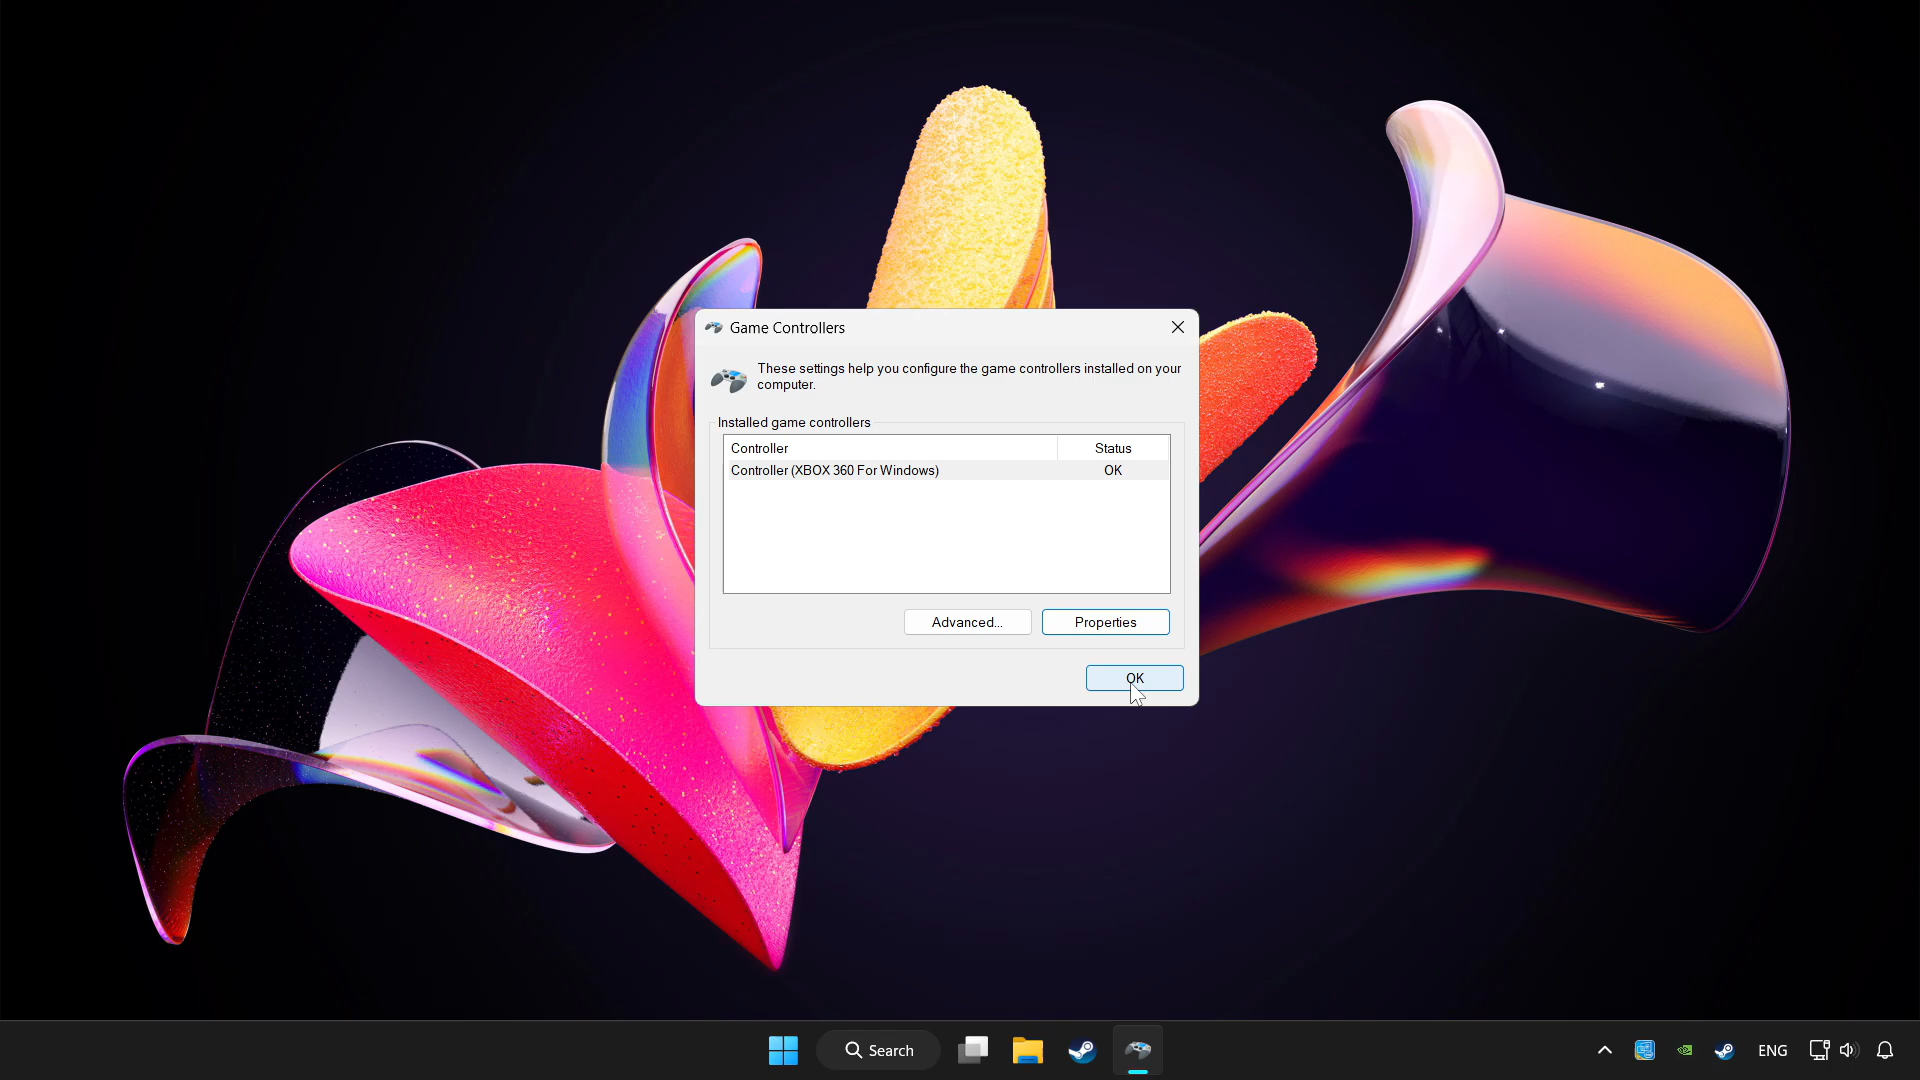 Game Controllers
These settings help you configure the game controllers installed on your
computer.
Installed game controllers
Controller Status
Controller (XBOX 360 For Windows) OK
Advanced... Properties
OK
Search ENG